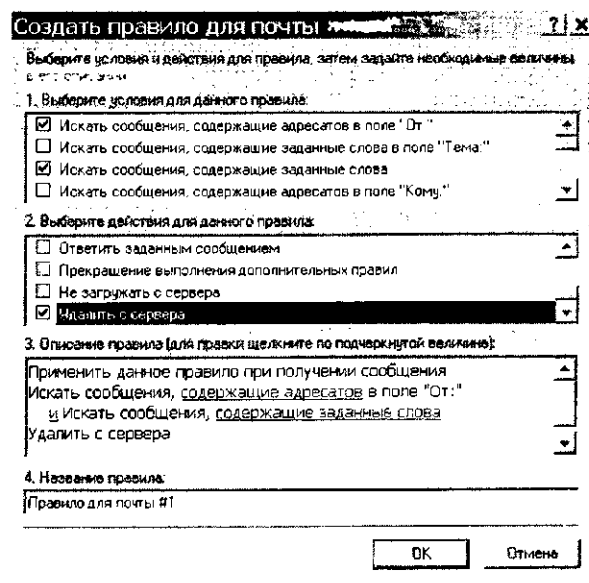 Создать правило для почты
Выберите условия и действия для правила, затем задайте необходимые величины
в его описании
1. Выберите условия для данного правила:
Искать сообщения, содержащие адресатов в поле "От:"
Искать сообщения, содержащие заданные слова в поле "Тема:"
Искать сообщения, содержащие заданные слова
Искать сообщения, содержащие адресатов в поле "Кому:"
2. Выберите действия для данного правила:
Ответить заданным сообщением
Прекращение выполнения дополнительных правил
Не загружать с сервера
Удалить с сервера
3. Описание правила (для правки щелкните по подчеркнутой величине):
Применить данное правило при получении сообщения
Искать сообщения, содержащие адресатов в поле "От:"
и Искать сообщения, содержащие заданные слова
Удалить с сервера
4. Название правила:
Правило для почты #1
OK Отмена